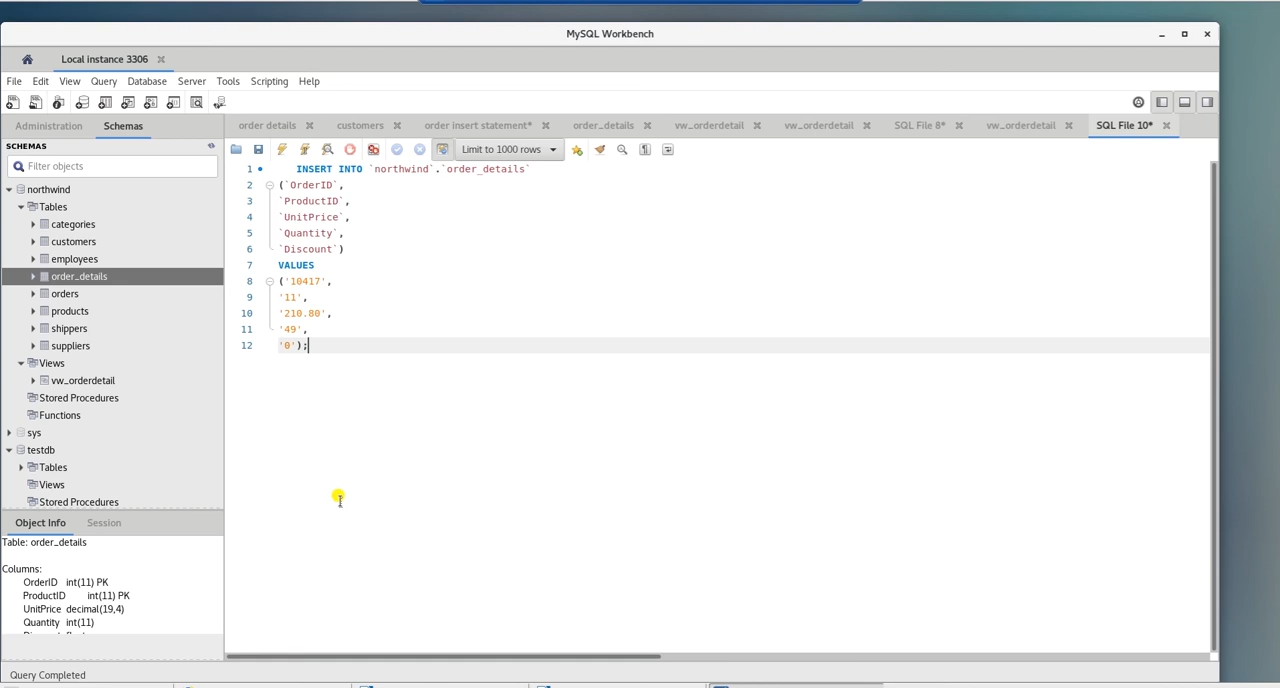 MySQL Workbench
Local instance 3306
File Edit View Query Database Server Tools Scripting Help
Administration Schemas
order details customers order insert statement* order_details vw_orderdetail vw_orderdetail SQL File 8* vw_orderdetail SQL File 10*
SCHEMAS
Limit to 1000 rows
Filter objects
northwind
Tables
categories
customers
employees
order_details
orders
products
shippers
suppliers
Views
vw_orderdetail
Stored Procedures
Functions
sys
testdb
Tables
Views
Stored Procedures
1 INSERT INTO `northwind`.`order_details`
2 (`OrderID`,
3 `ProductID`,
4 `UnitPrice`,
5 `Quantity`,
6 `Discount`)
7 VALUES
8 ('10417',
9 '11',
10 '210.80',
11 '49',
12 '0');
Object Info Session
Table: order_details
Columns:
OrderID int(11) PK
ProductID int(11) PK
UnitPrice decimal(19,4)
Quantity int(11)
Query Completed